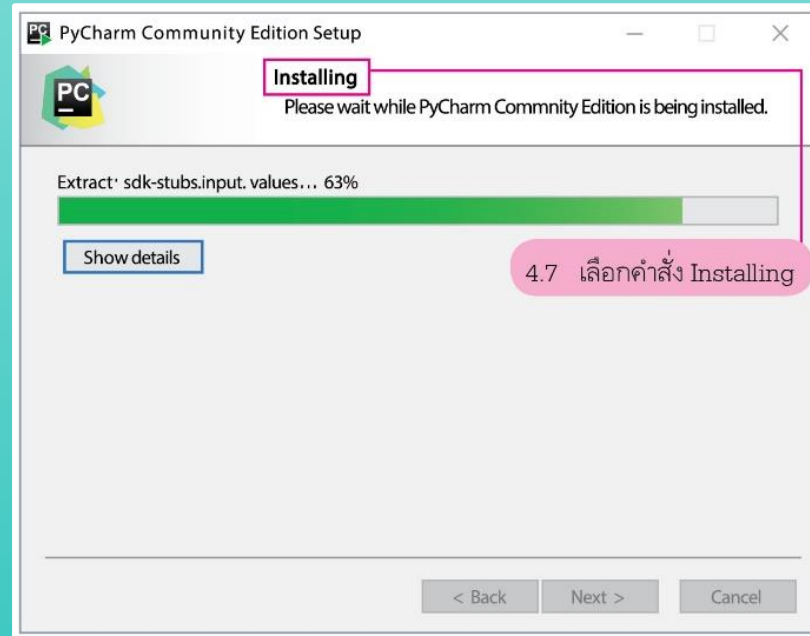 PyCharm Community Edition Setup
PC
Installing
Please wait while PyCharm Commnity Edition is being installed.
Extract· sdk-stubs.input. values... 63%
Show details
4.7 เลือกคำสั่ง Installing
< Back Next > Cancel